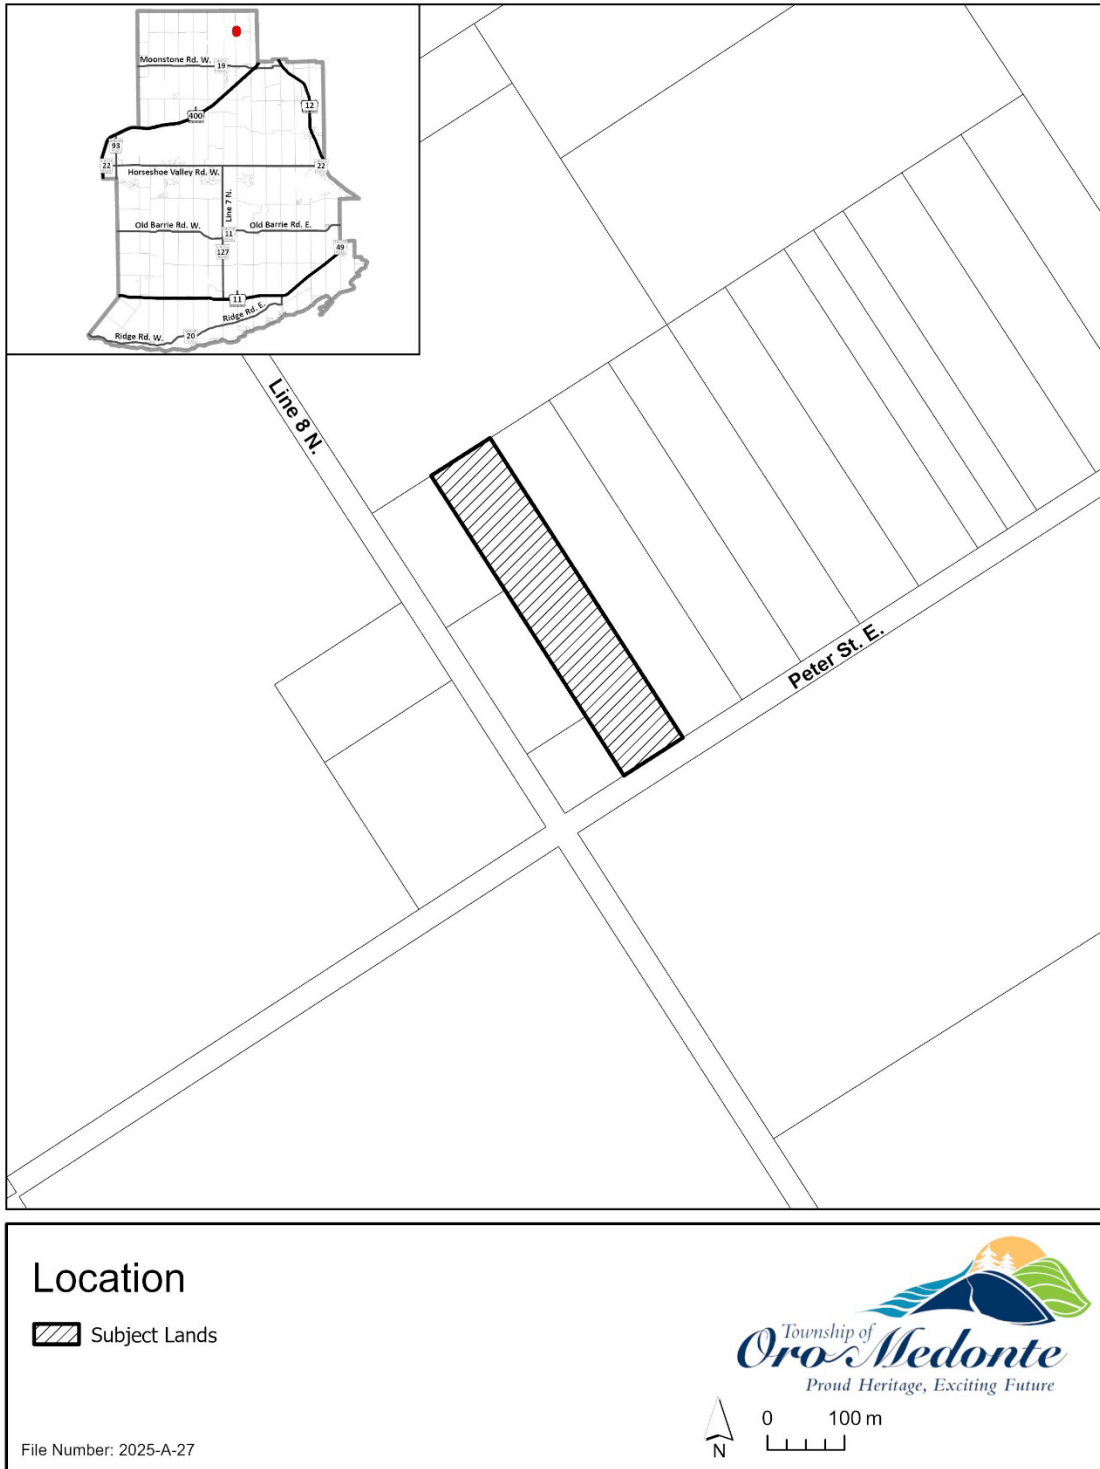 Moonstone Rd. W.
19
12
400
93
22
22
Horseshoe Valley Rd. W.
Line 7 N.
Old Barrie Rd. W.
Old Barrie Rd. E.
11
127
49
11
Ridge Rd. E.
20
Ridge Rd. W.
Line 8 N.
Peter St. E.
Location
Subject Lands
Township of
Oro-Medonte
Proud Heritage, Exciting Future
0 100 m
N
File Number: 2025-A-27